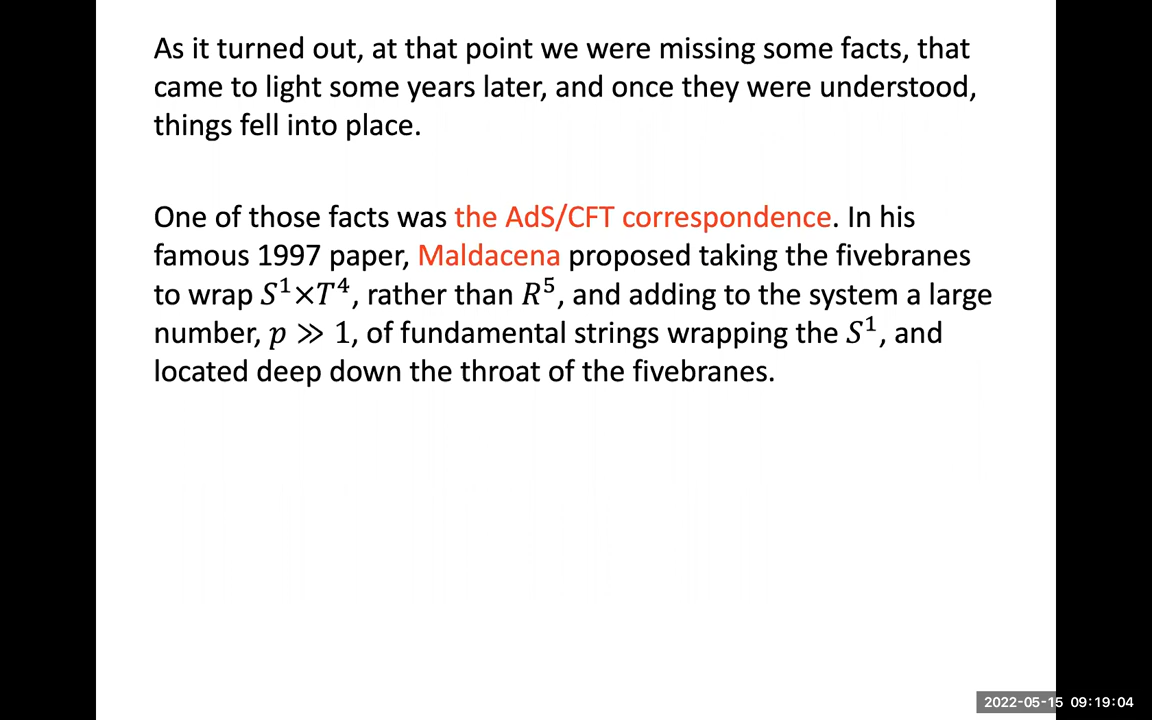 As it turned out, at that point we were missing some facts, that
came to light some years later, and once they were understood,
things fell into place.
One of those facts was the AdS/CFT correspondence. In his
famous 1997 paper, Maldacena proposed taking the fivebranes
to wrap 𝑆¹×𝑇⁴, rather than 𝑅⁵, and adding to the system a large
number, 𝑝 ≫ 1, of fundamental strings wrapping the 𝑆¹, and
located deep down the throat of the fivebranes.
2022-05-15 09:19:04